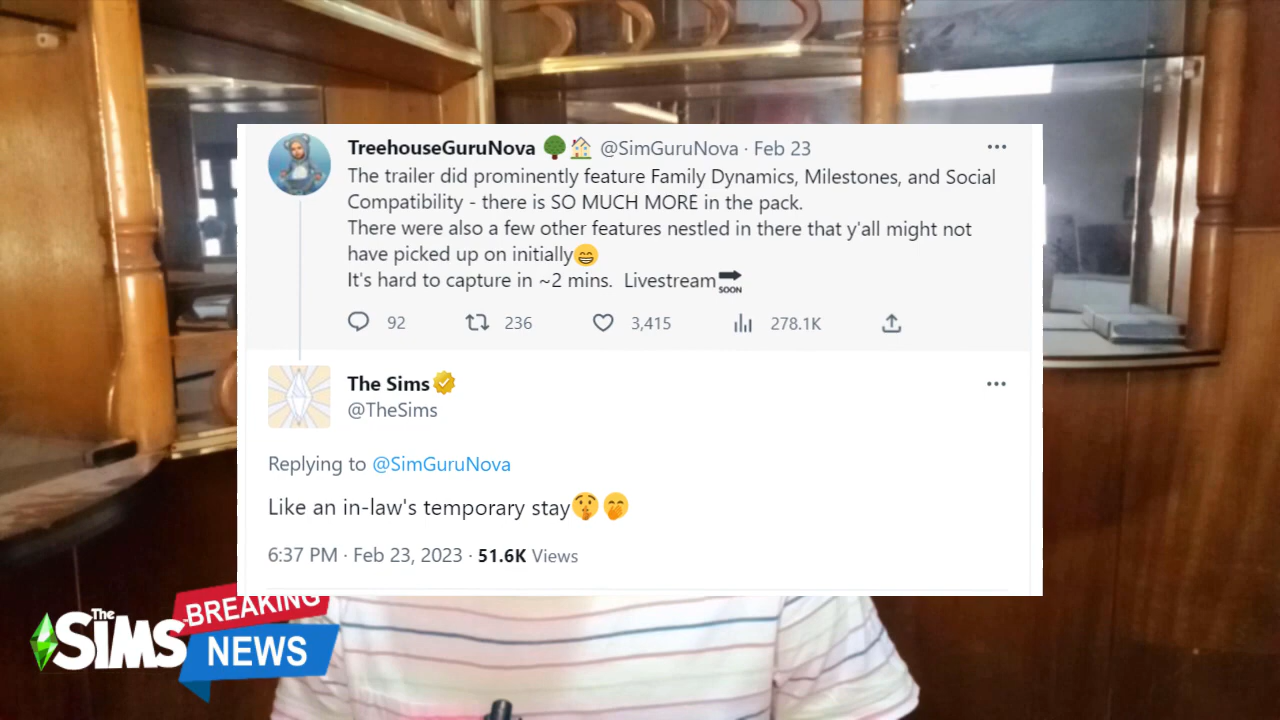 TreehouseGuruNova 🌳🏠 @SimGuruNova · Feb 23
The trailer did prominently feature Family Dynamics, Milestones, and Social
Compatibility - there is SO MUCH MORE in the pack.
There were also a few other features nestled in there that y'all might not
have picked up on initially😁
It's hard to capture in ~2 mins. Livestream🔜
92 236 3,415 278.1K
The Sims
@TheSims
Replying to @SimGuruNova
Like an in-law's temporary stay🤫🤭
6:37 PM · Feb 23, 2023 · 51.6K Views
The SIMS
BREAKING
NEWS